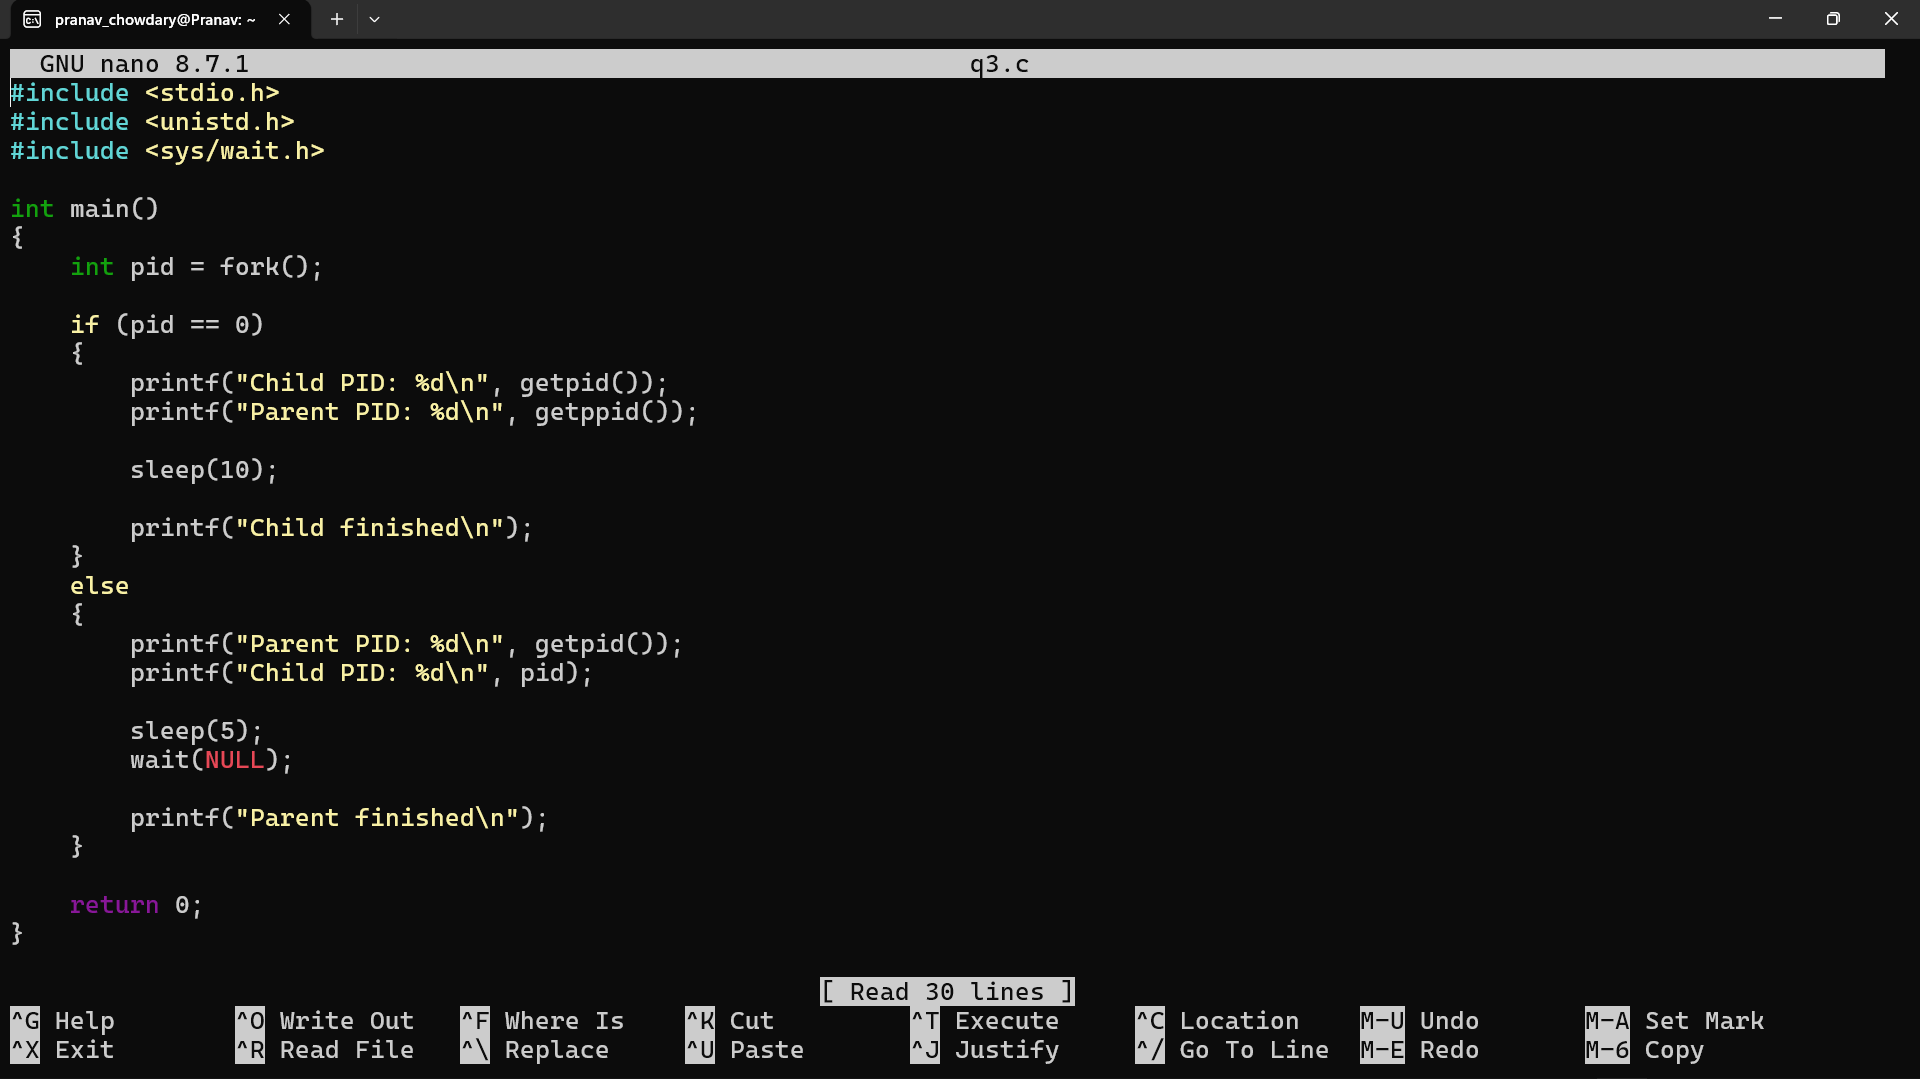 pranav_chowdary@Pranav: ~
GNU nano 8.7.1 q3.c
#include <stdio.h>
#include <unistd.h>
#include <sys/wait.h>

int main()
{
    int pid = fork();

    if (pid == 0)
    {
        printf("Child PID: %d\n", getpid());
        printf("Parent PID: %d\n", getppid());

        sleep(10);

        printf("Child finished\n");
    }
    else
    {
        printf("Parent PID: %d\n", getpid());
        printf("Child PID: %d\n", pid);

        sleep(5);
        wait(NULL);

        printf("Parent finished\n");
    }

    return 0;
}
[ Read 30 lines ]
^G Help ^O Write Out ^F Where Is ^K Cut ^T Execute ^C Location M-U Undo M-A Set Mark
^X Exit ^R Read File ^\ Replace ^U Paste ^J Justify ^/ Go To Line M-E Redo M-6 Copy